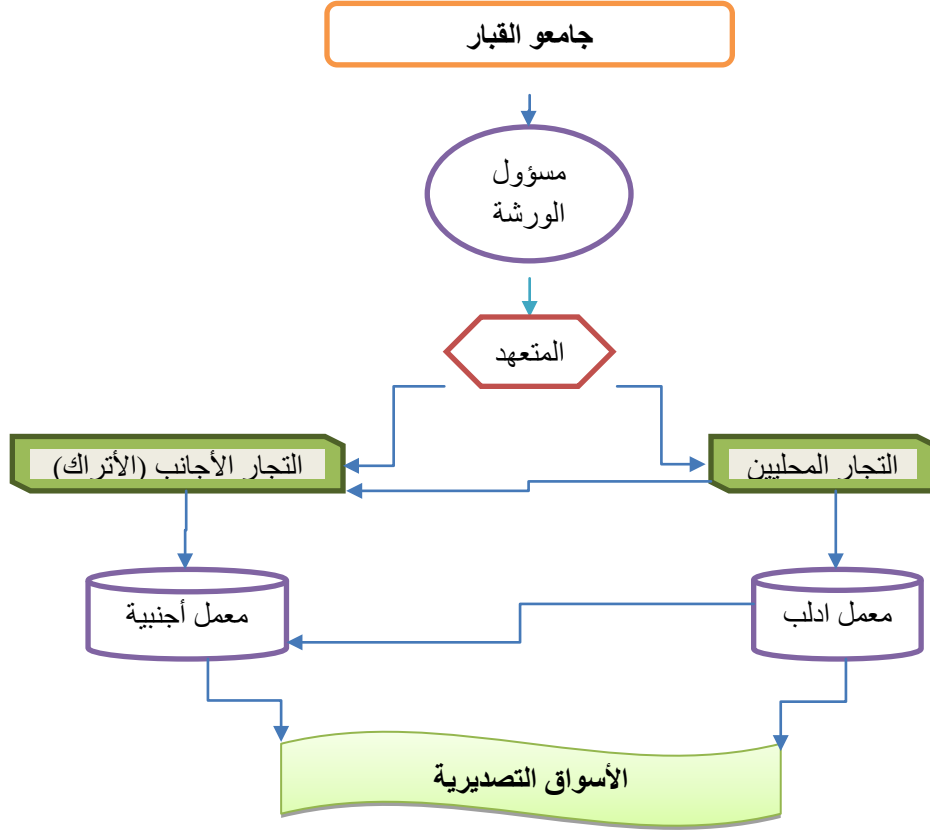 جامعو القبار
مسؤول
الورشة
المتعهد
التجار المحليين
التجار الأجانب (الأتراك)
معمل ادلب
معمل أجنبية
الأسواق التصديرية